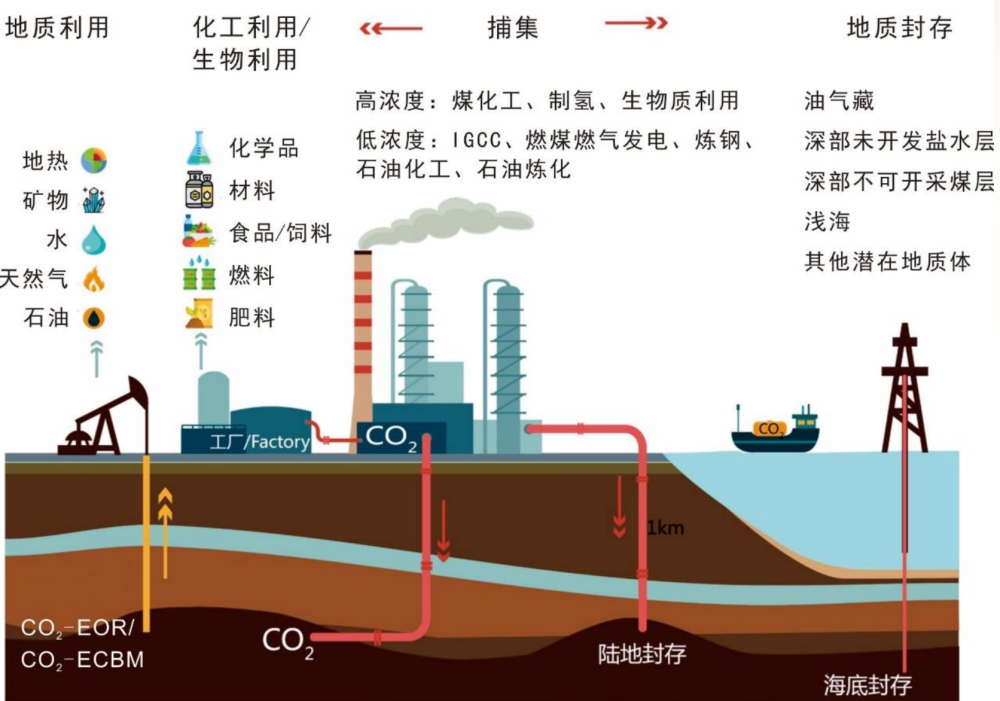 地质利用
化工利用/
生物利用
捕集
地质封存
高浓度：煤化工、制氢、生物质利用
低浓度：IGCC、燃煤燃气发电、炼钢、
石油化工、石油炼化
油气藏
深部未开发盐水层
深部不可开采煤层
浅海
其他潜在地质体
地热
矿物
水
天然气
石油
化学品
材料
食品/饲料
燃料
肥料
工厂/Factory
CO₂
CO₂
1km
CO₂-EOR/
CO₂-ECBM
CO₂
陆地封存
海底封存